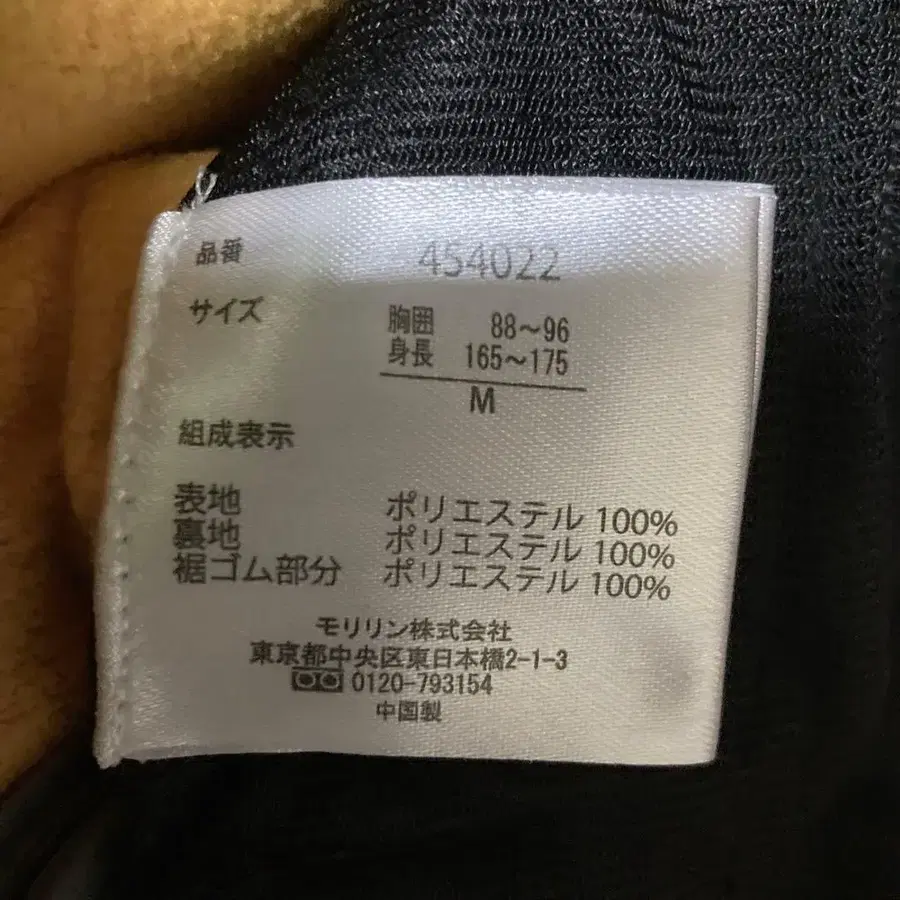 品番 454022
サイズ 胸囲 88～96
身長 165～175
M
組成表示
表地 ポリエステル 100%
裏地 ポリエステル 100%
裾ゴム部分 ポリエステル 100%
モリリン株式会社
東京都中央区東日本橋2-1-3
0120-793154
中国製